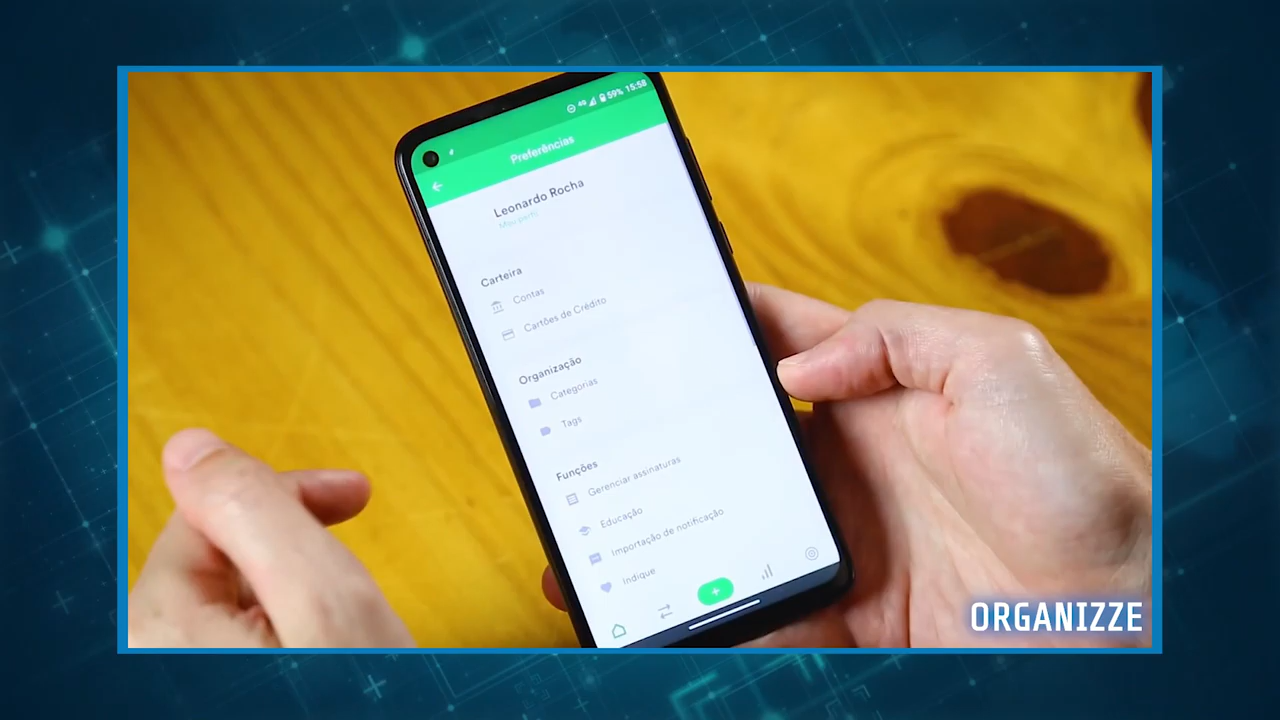 4G 59% 15:58
Preferências
Leonardo Rocha
Meu perfil
Carteira
Contas
Cartões de Crédito
Organização
Categorias
Tags
Funções
Gerenciar assinaturas
Educação
Importação de notificação
Indique
ORGANIZZE